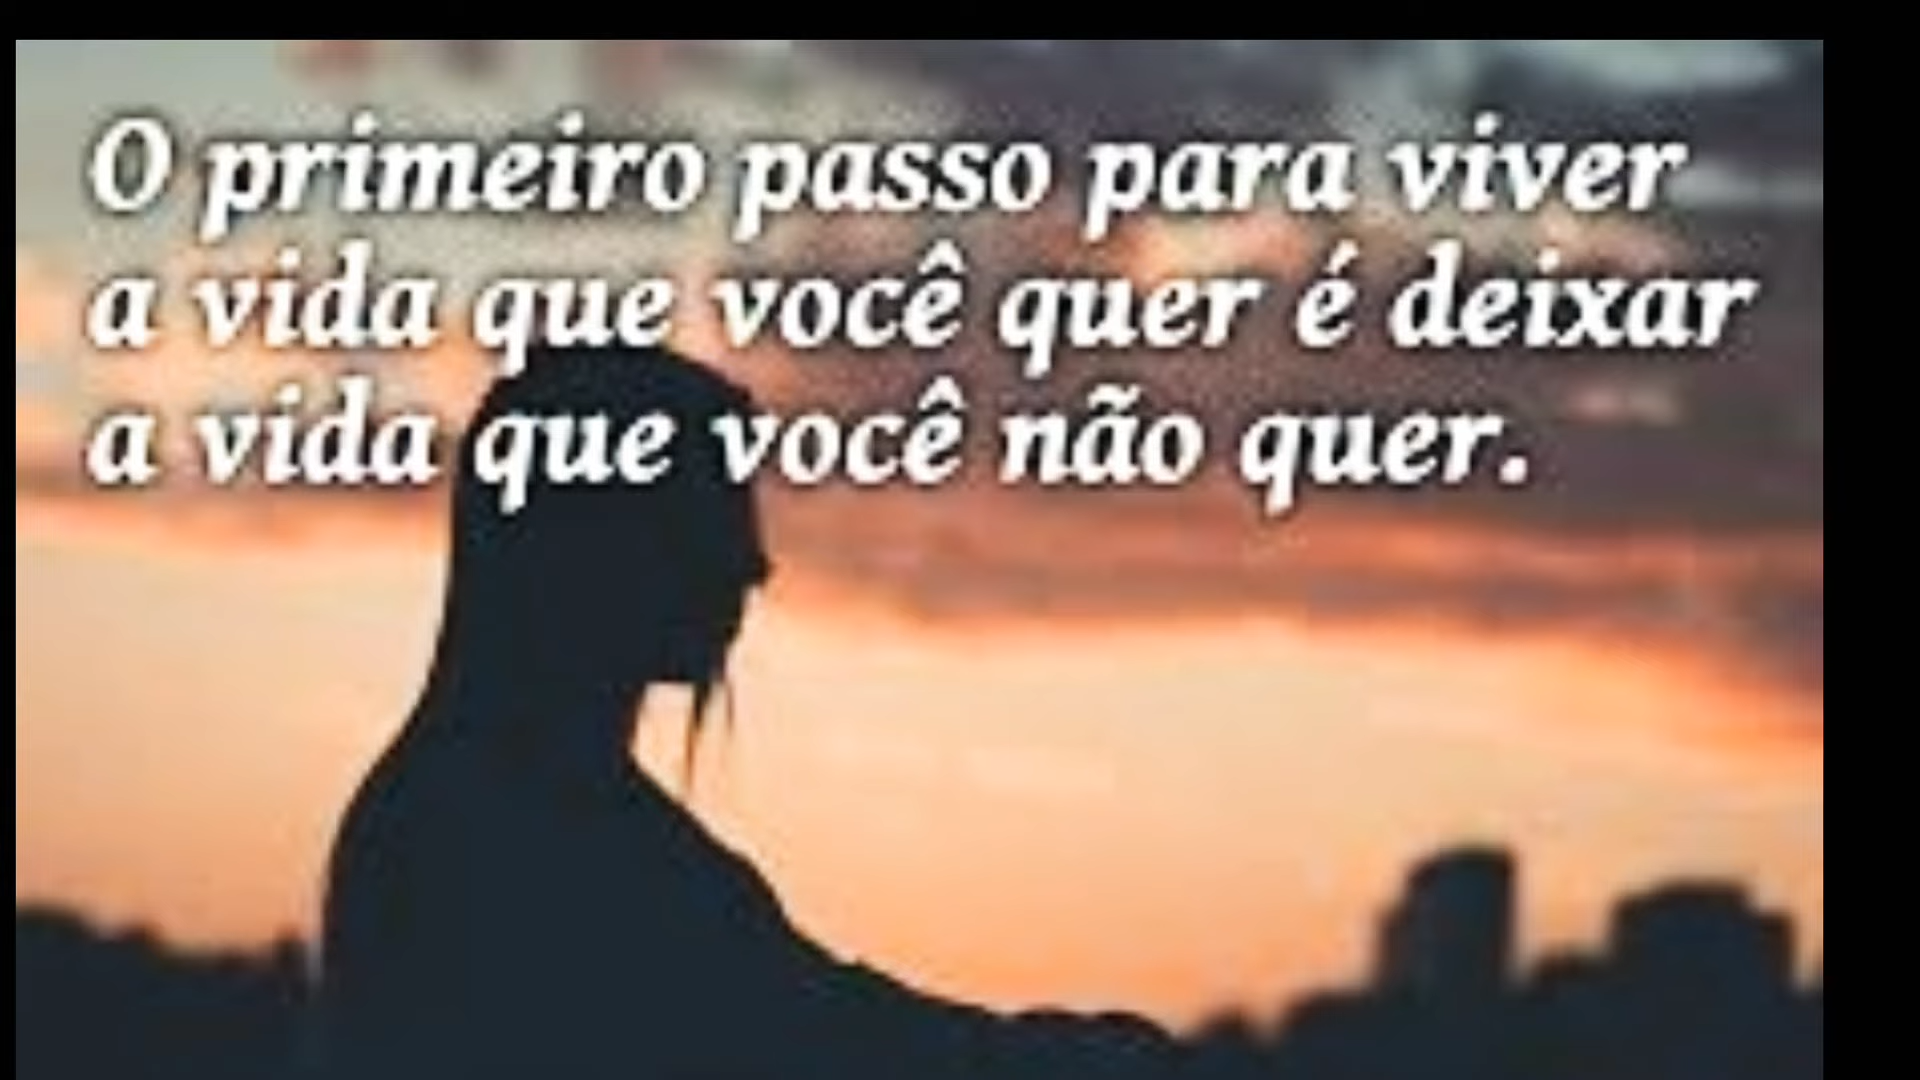 O primeiro passo para viver
a vida que você quer é deixar
a vida que você não quer.